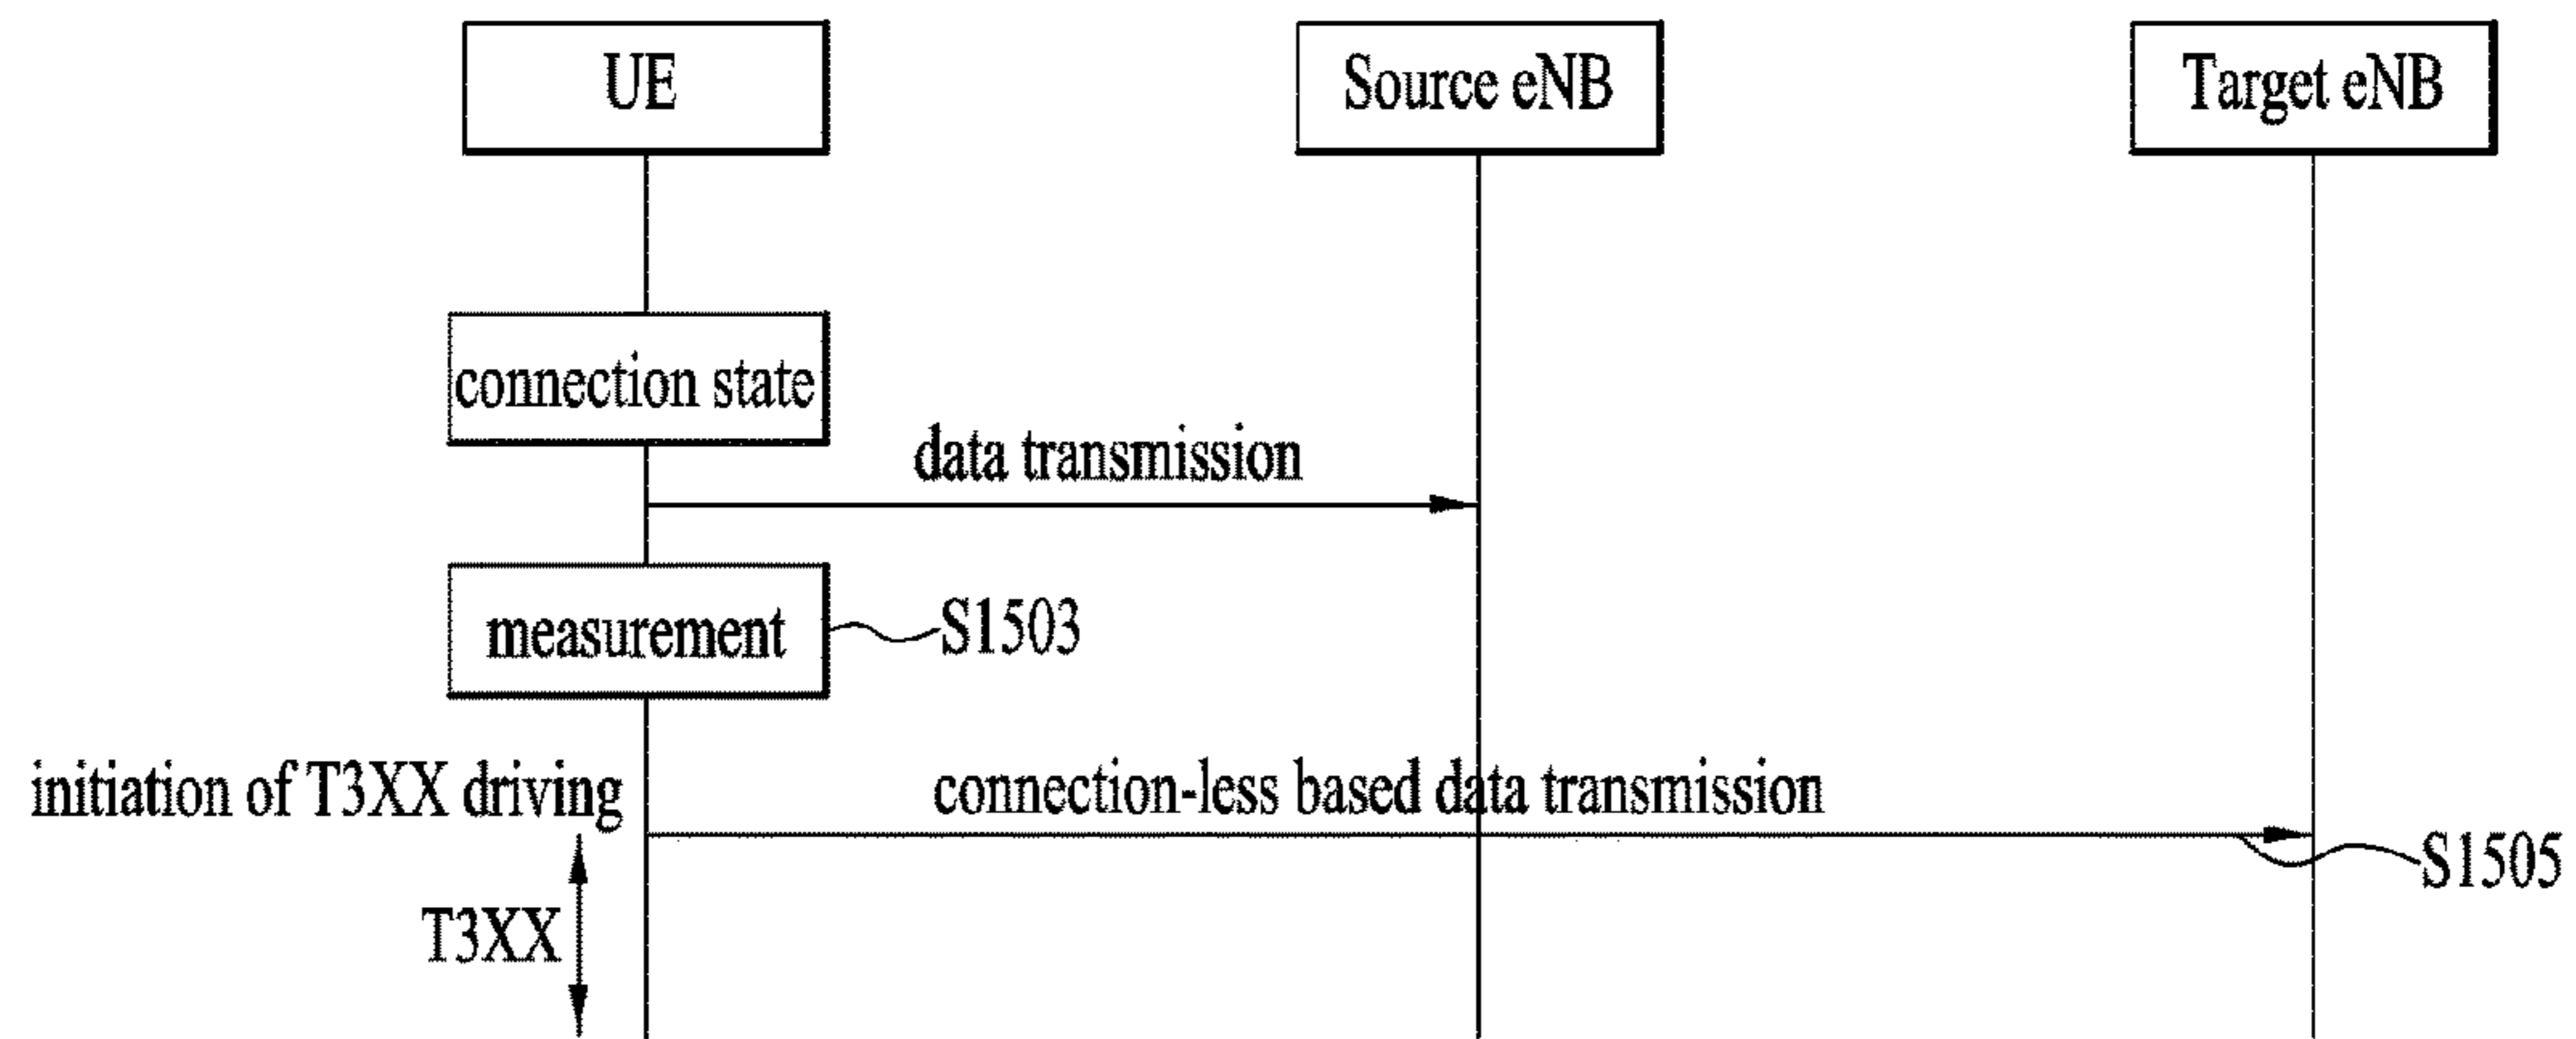 UE
Source eNB
Target eNB
connection state
data transmission
measurement
S1503
initiation of T3XX driving
connection-less based data transmission
S1505
T3XX